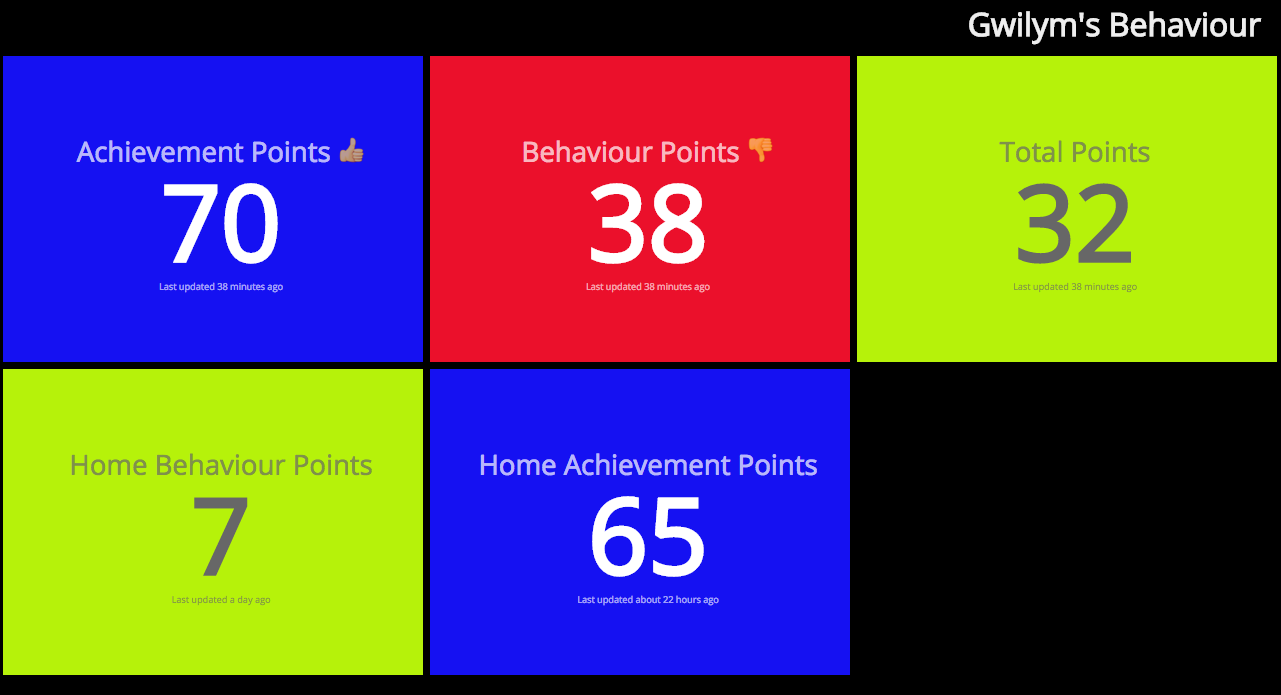 Gwilym's Behaviour
Achievement Points 👍🏽
70
Last updated 38 minutes ago
Behaviour Points 👎
38
Last updated 38 minutes ago
Total Points
32
Last updated 38 minutes ago
Home Behaviour Points
7
Last updated a day ago
Home Achievement Points
65
Last updated about 22 hours ago